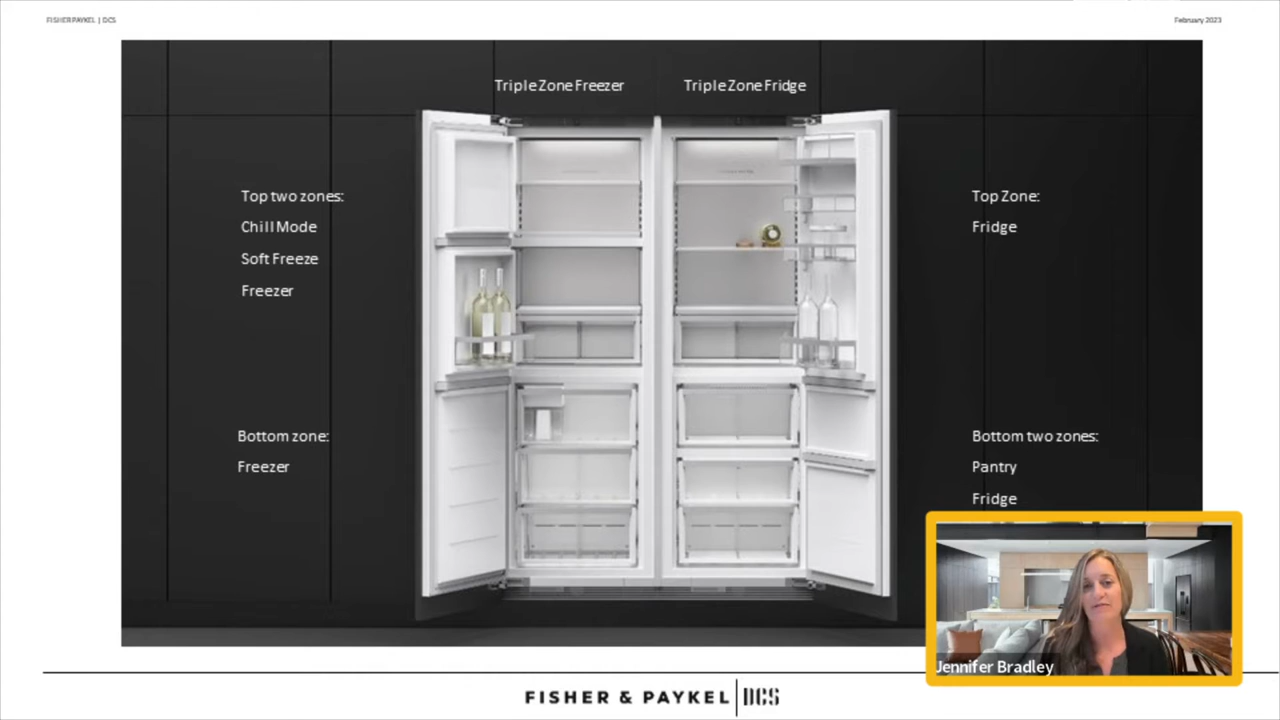 FISHER PAYKEL | DCS
February 2023
Triple Zone Freezer
Triple Zone Fridge
Top two zones:
Chill Mode
Soft Freeze
Freezer
Top Zone:
Fridge
Bottom zone:
Freezer
Bottom two zones:
Pantry
Fridge
Jennifer Bradley
FISHER & PAYKEL | DCS